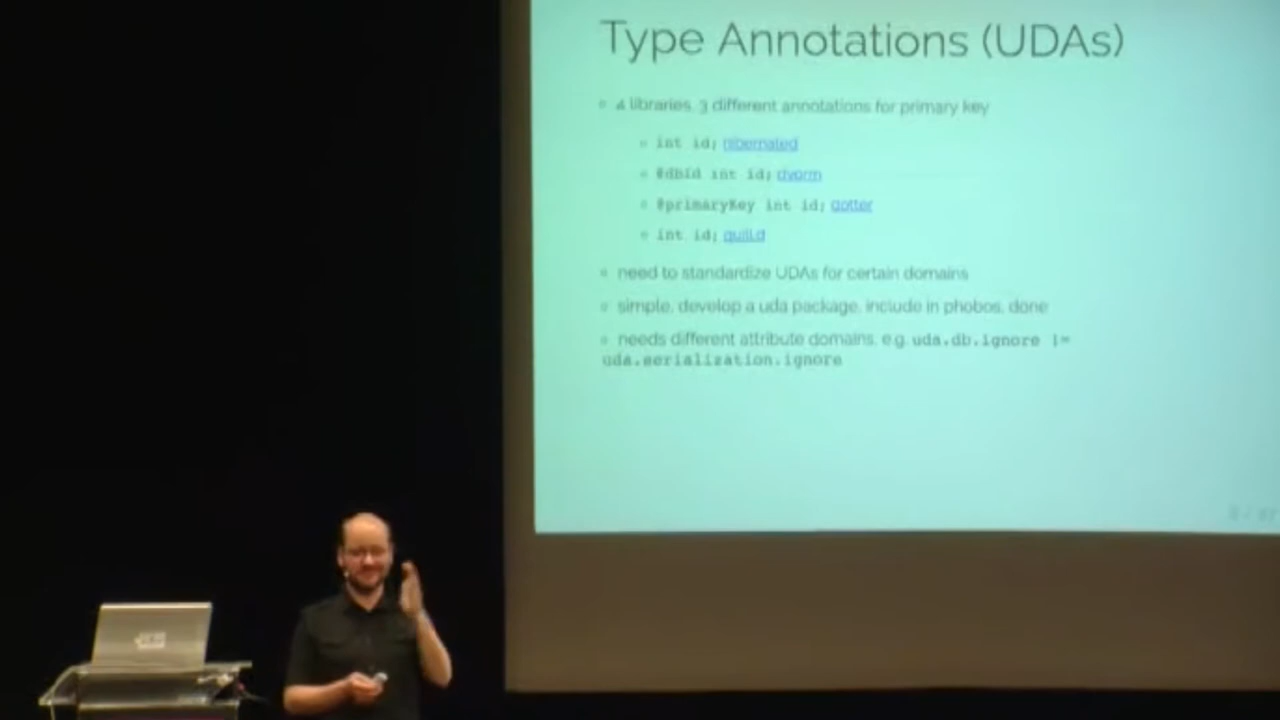 Type Annotations (UDAs)
4 libraries, 3 different annotations for primary key
int id; hibernated
@dbId int id; dvorm
@primaryKey int id; dotter
int id; quilld
need to standardize UDAs for certain domains
simple, develop a uda package, include in phobos, done
needs different attribute domains, e.g. uda.db.ignore !=
uda.serialization.ignore